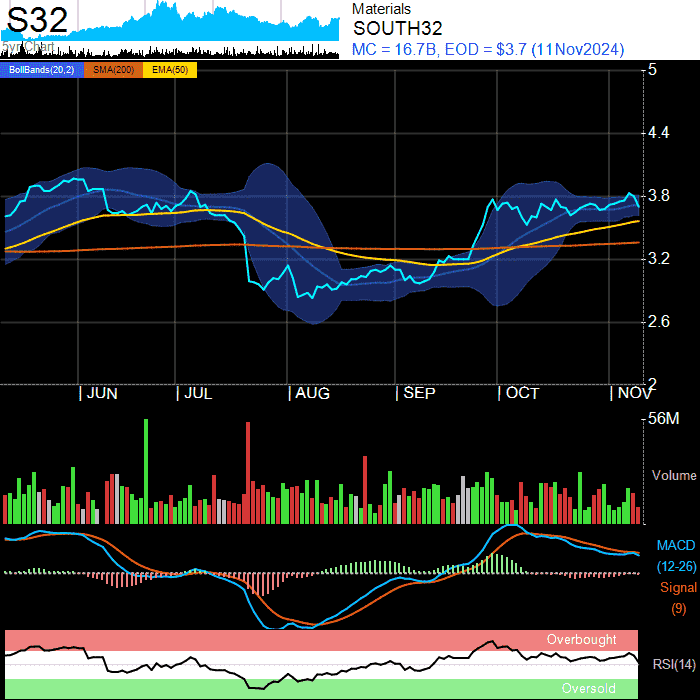 S32
byr Chart
Materials
SOUTH32
MC = 16.7B, EOD = $3.7 (11Nov2024)
BollBands(20,2) SMA(200) EMA(50)
5
4.4
3.8
3.2
2.6
2
JUN JUL AUG SEP OCT NOV
56M
Volume
MACD
(12-26)
Signal
(9)
Overbought
RSI(14)
Oversold